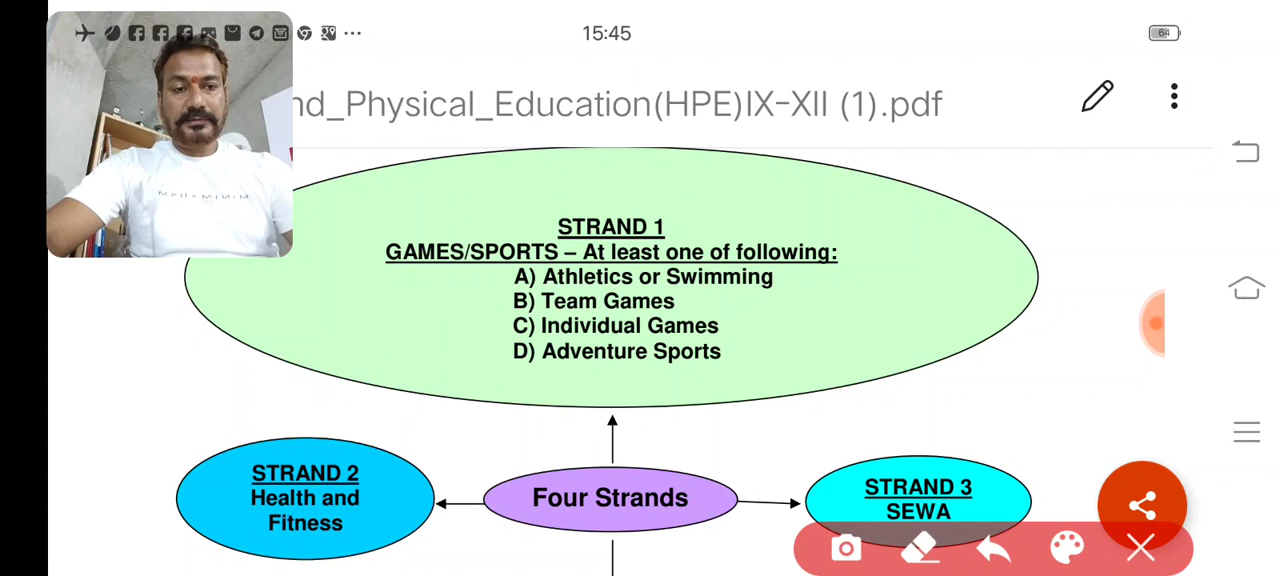 15:45
64
nd_Physical_Education(HPE)IX-XII (1).pdf
STRAND 1
GAMES/SPORTS – At least one of following:
A) Athletics or Swimming
B) Team Games
C) Individual Games
D) Adventure Sports
STRAND 2
Health and
Fitness
Four Strands
STRAND 3
SEWA